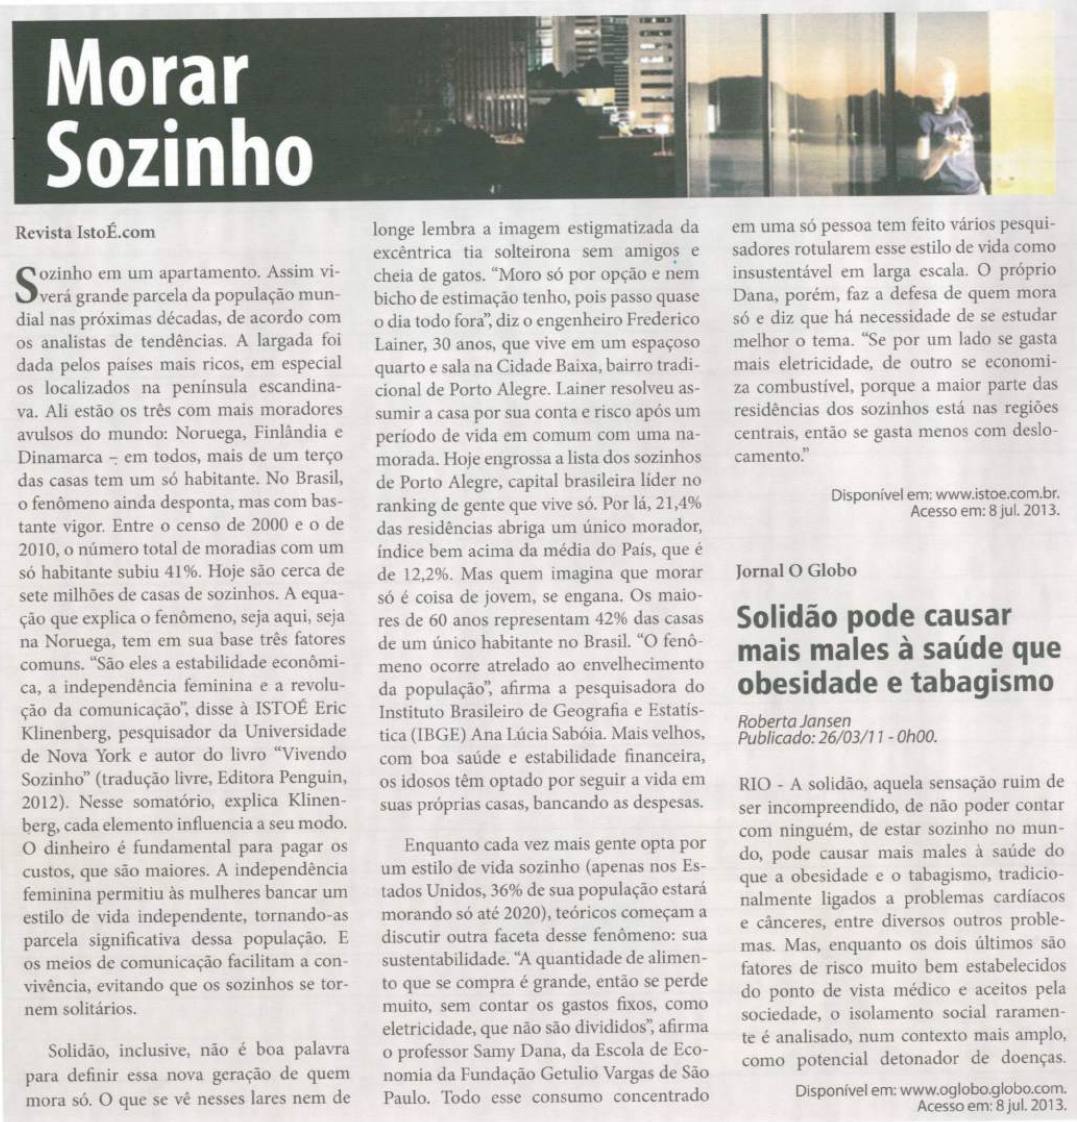 Morar
Sozinho
Revista IstoÉ.com
Sozinho em um apartamento. Assim vi-
verá grande parcela da população mun-
dial nas próximas décadas, de acordo com
os analistas de tendências. A largada foi
dada pelos países mais ricos, em especial
os localizados na península escandina-
va. Ali estão os três com mais moradores
avulsos do mundo: Noruega, Finlândia e
Dinamarca – em todos, mais de um terço
das casas tem um só habitante. No Brasil,
o fenômeno ainda desponta, mas com bas-
tante vigor. Entre o censo de 2000 e o de
2010, o número total de moradias com um
só habitante subiu 41%. Hoje são cerca de
sete milhões de casas de sozinhos. A equa-
ção que explica o fenômeno, seja aqui, seja
na Noruega, tem em sua base três fatores
comuns. “São eles a estabilidade econômi-
ca, a independência feminina e a revolu-
ção da comunicação”, disse à ISTOÉ Eric
Klinenberg, pesquisador da Universidade
de Nova York e autor do livro “Vivendo
Sozinho” (tradução livre, Editora Penguin,
2012). Nesse somatório, explica Klinen-
berg, cada elemento influencia a seu modo.
O dinheiro é fundamental para pagar os
custos, que são maiores. A independência
feminina permitiu às mulheres bancar um
estilo de vida independente, tornando-as
parcela significativa dessa população. E
os meios de comunicação facilitam a con-
vivência, evitando que os sozinhos se tor-
nem solitários.
Solidão, inclusive, não é boa palavra
para definir essa nova geração de quem
mora só. O que se vê nesses lares nem de
longe lembra a imagem estigmatizada da
excêntrica tia solteirona sem amigos e
cheia de gatos. “Moro só por opção e nem
bicho de estimação tenho, pois passo quase
o dia todo fora”, diz o engenheiro Frederico
Lainer, 30 anos, que vive em um espaçoso
quarto e sala na Cidade Baixa, bairro tradi-
cional de Porto Alegre. Lainer resolveu as-
sumir a casa por sua conta e risco após um
período de vida em comum com uma na-
morada. Hoje engrossa a lista dos sozinhos
de Porto Alegre, capital brasileira líder no
ranking de gente que vive só. Por lá, 21,4%
das residências abriga um único morador,
índice bem acima da média do País, que é
de 12,2%. Mas quem imagina que morar
só é coisa de jovem, se engana. Os maio-
res de 60 anos representam 42% das casas
de um único habitante no Brasil. “O fenô-
meno ocorre atrelado ao envelhecimento
da população”, afirma a pesquisadora do
Instituto Brasileiro de Geografia e Estatís-
tica (IBGE) Ana Lúcia Sabóia. Mais velhos,
com boa saúde e estabilidade financeira,
os idosos têm optado por seguir a vida em
suas próprias casas, bancando as despesas.
Enquanto cada vez mais gente opta por
um estilo de vida sozinho (apenas nos Es-
tados Unidos, 36% de sua população estará
morando só até 2020), teóricos começam a
discutir outra faceta desse fenômeno: sua
sustentabilidade. “A quantidade de alimen-
to que se compra é grande, então se perde
muito, sem contar os gastos fixos, como
eletricidade, que não são divididos”, afirma
o professor Samy Dana, da Escola de Eco-
nomia da Fundação Getulio Vargas de São
Paulo. Todo esse consumo concentrado
em uma só pessoa tem feito vários pesqui-
sadores rotularem esse estilo de vida como
insustentável em larga escala. O próprio
Dana, porém, faz a defesa de quem mora
só e diz que há necessidade de se estudar
melhor o tema. “Se por um lado se gasta
mais eletricidade, de outro se economi-
za combustível, porque a maior parte das
residências dos sozinhos está nas regiões
centrais, então se gasta menos com deslo-
camento.”
Disponível em: www.istoe.com.br.
Acesso em: 8 jul. 2013.
Jornal O Globo
Solidão pode causar
mais males à saúde que
obesidade e tabagismo
Roberta Jansen
Publicado: 26/03/11 - 0h00.
RIO - A solidão, aquela sensação ruim de
ser incompreendido, de não poder contar
com ninguém, de estar sozinho no mun-
do, pode causar mais males à saúde do
que a obesidade e o tabagismo, tradicio-
nalmente ligados a problemas cardíacos
e cânceres, entre diversos outros proble-
mas. Mas, enquanto os dois últimos são
fatores de risco muito bem estabelecidos
do ponto de vista médico e aceitos pela
sociedade, o isolamento social raramen-
te é analisado, num contexto mais amplo,
como potencial detonador de doenças.
Disponível em: www.oglobo.globo.com.
Acesso em: 8 jul. 2013.